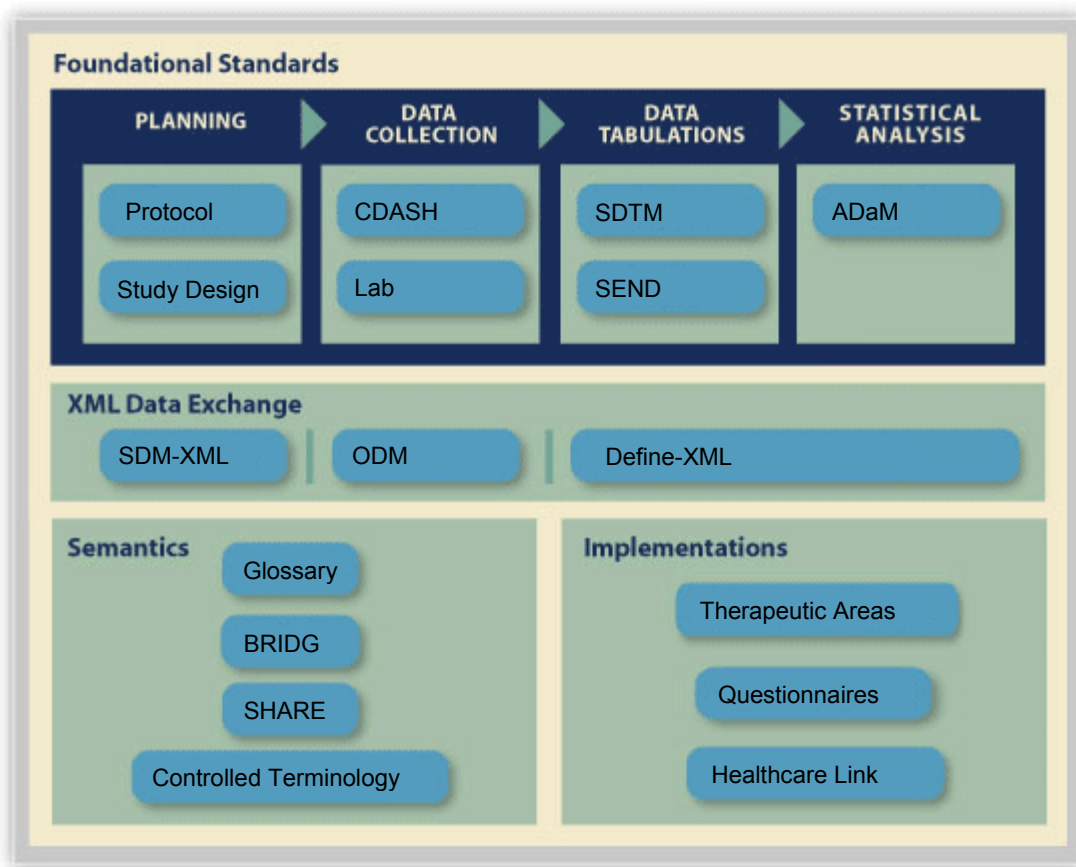 Foundational Standards
PLANNING
DATA
COLLECTION
DATA
TABULATIONS
STATISTICAL
ANALYSIS
Protocol
CDASH
SDTM
ADaM
Study Design
Lab
SEND
XML Data Exchange
SDM-XML
ODM
Define-XML
Semantics
Glossary
BRIDG
SHARE
Controlled Terminology
Implementations
Therapeutic Areas
Questionnaires
Healthcare Link